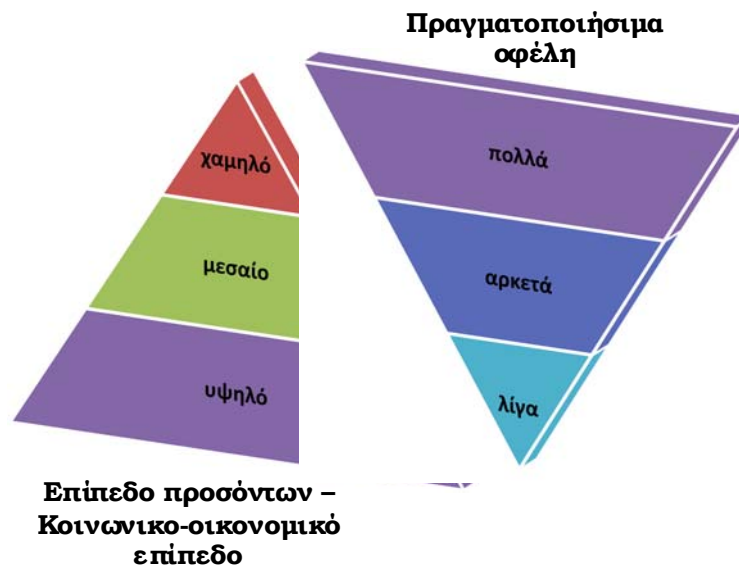 Πραγματοποιήσιμα
οφέλη
χαμηλό
μεσαίο
υψηλό
πολλά
αρκετά
λίγα
Επίπεδο προσόντων –
Κοινωνικο-οικονομικό
επίπεδο